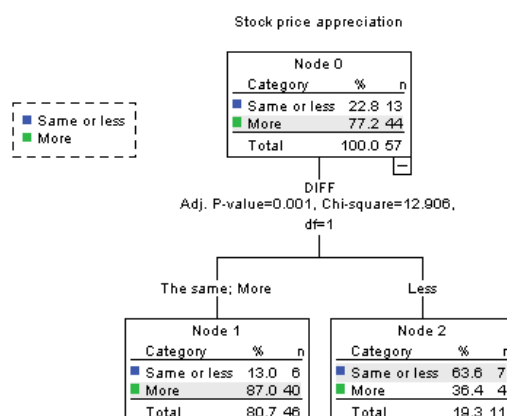 Stock price appreciation
Node 0
Category % n
Same or less 22.8 13
More 77.2 44
Total 100.0 57
Same or less
More
DIFF
Adj. P-value=0.001, Chi-square=12.906,
df=1
The same; More
Less
Node 1
Category % n
Same or less 13.0 6
More 87.0 40
Total 80.7 46
Node 2
Category % n
Same or less 63.6 7
More 36.4 4
Total 19.3 11